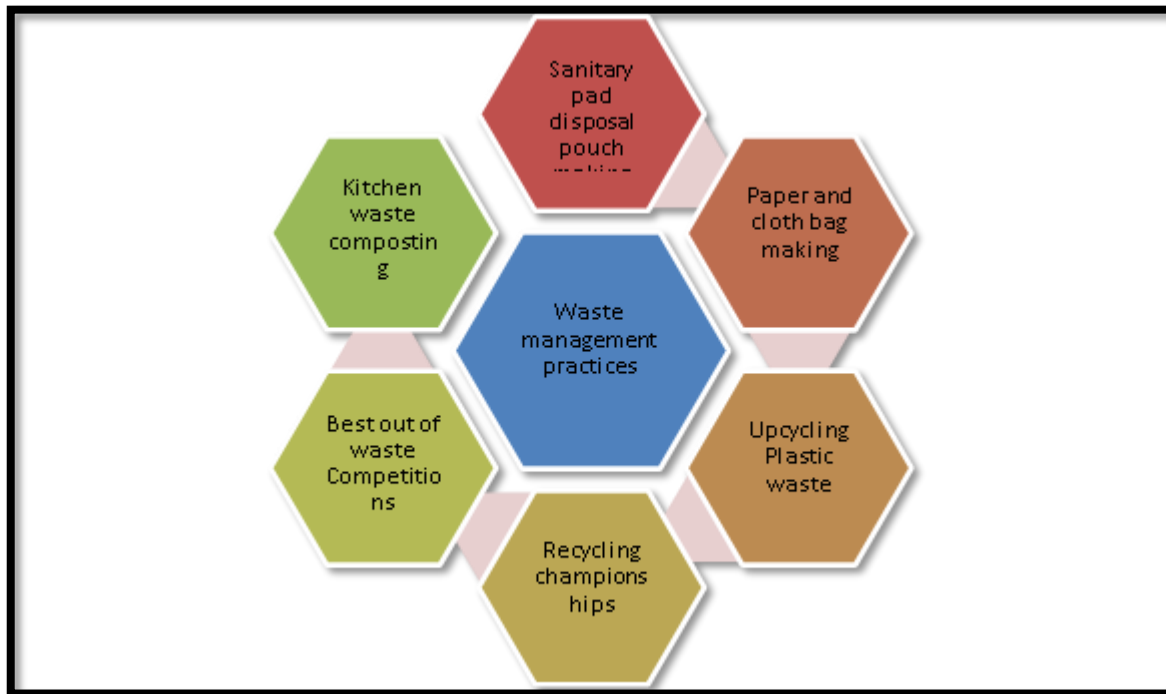 Waste
management
practices
Sanitary
pad
disposal
pouch
making
Paper and
cloth bag
making
Upcycling
Plastic
waste
Recycling
champions
hips
Best out of
waste
Competitio
ns
Kitchen
waste
compostin
g